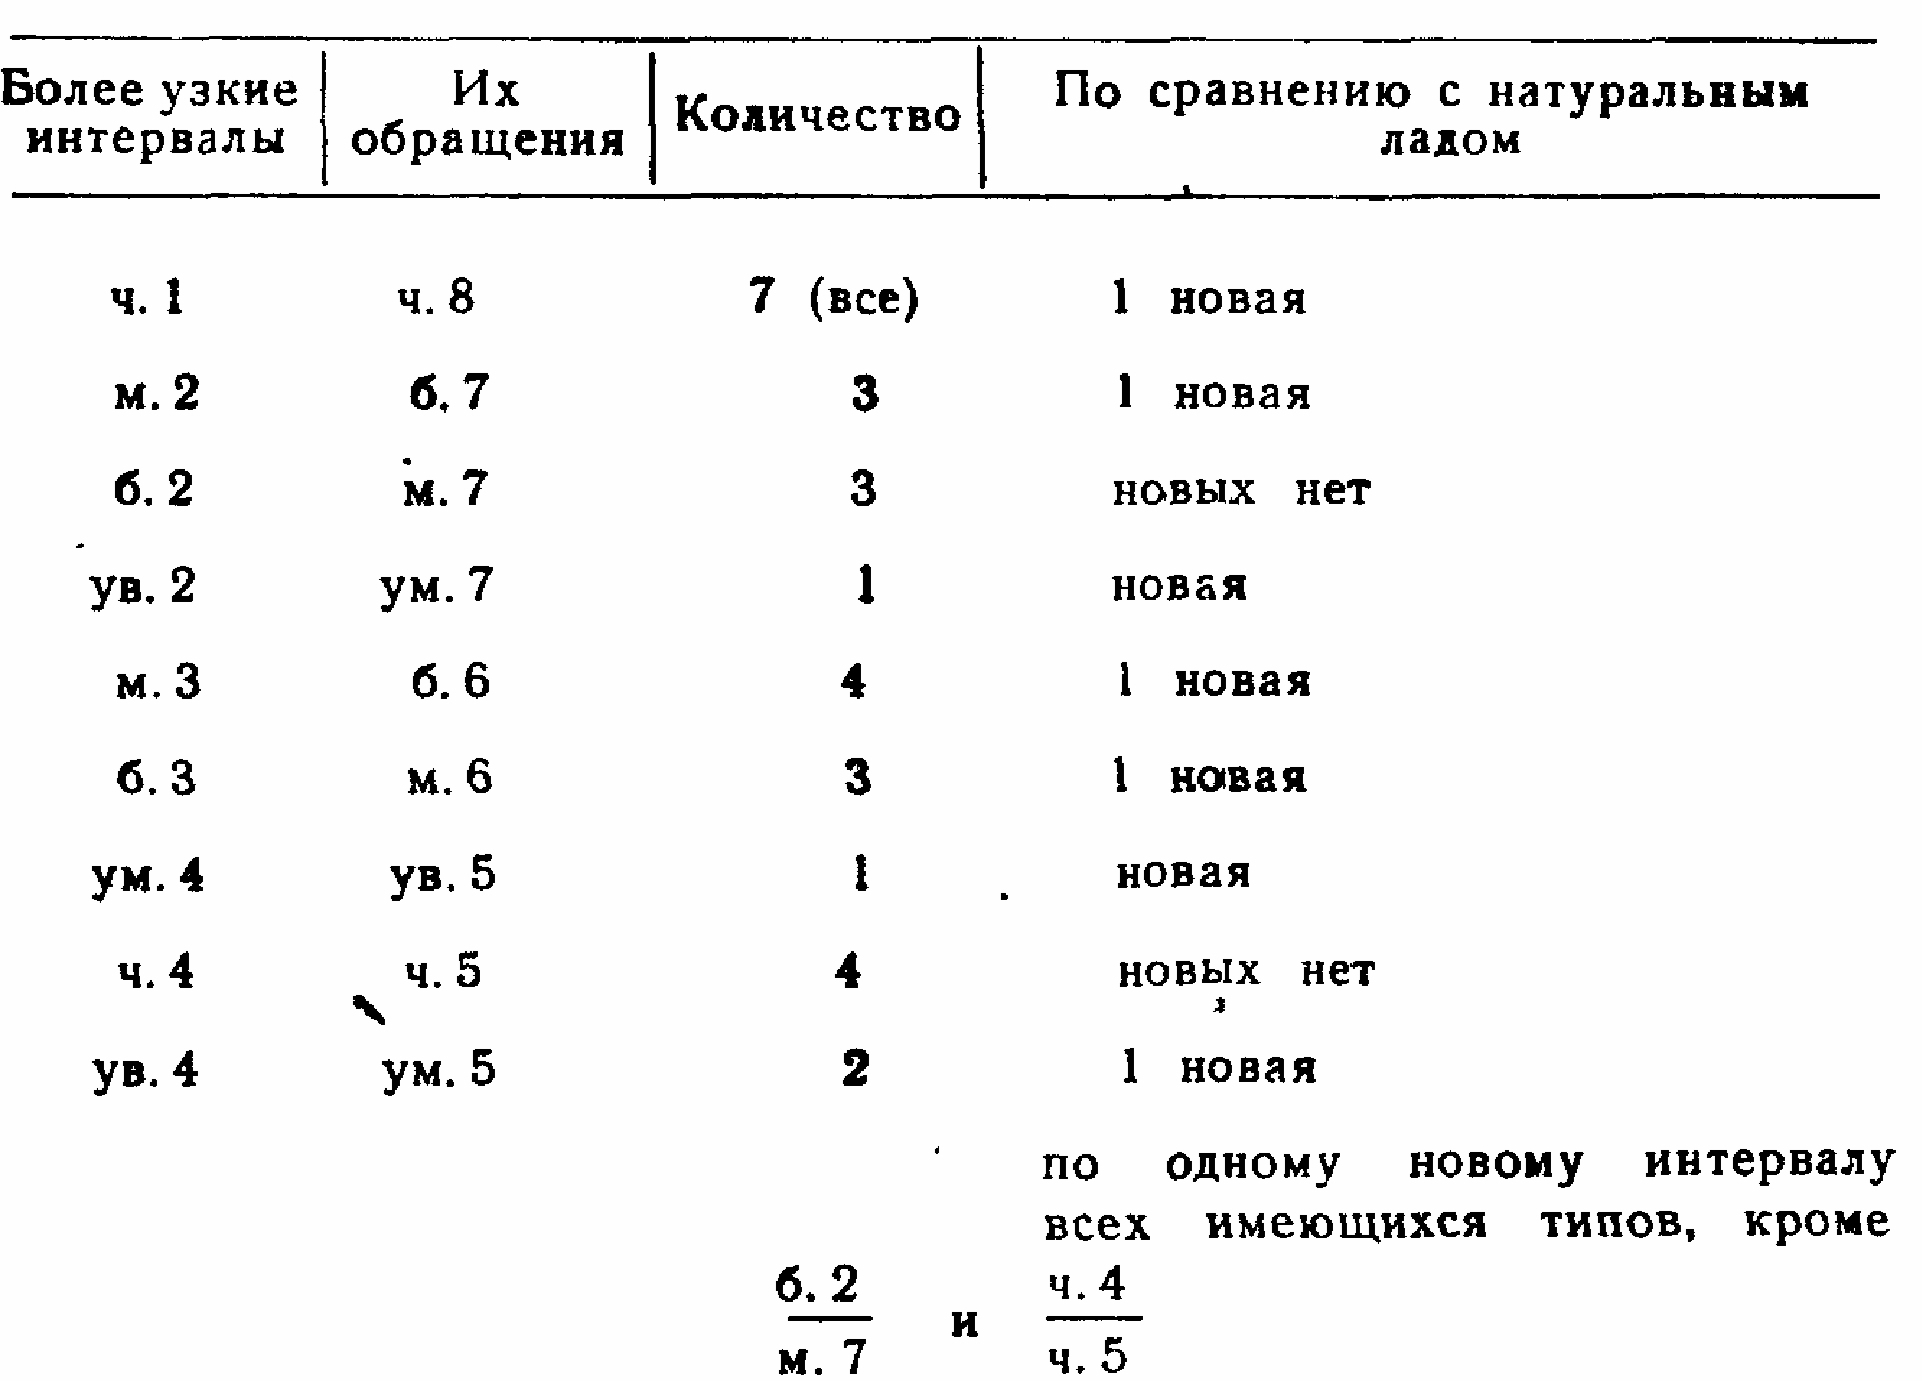 Более узкие интервалы | Их обращения | Количество | По сравнению с натуральным ладом
ч. 1 ч. 8 7 (все) 1 новая
м. 2 б. 7 3 1 новая
б. 2 м. 7 3 новых нет
ув. 2 ум. 7 1 новая
м. 3 б. 6 4 1 новая
б. 3 м. 6 3 1 новая
ум. 4 ув. 5 1 новая
ч. 4 ч. 5 4 новых нет
ув. 4 ум. 5 2 1 новая
по одному новому интервалу
всех имеющихся типов, кроме
б. 2 и ч. 4
м. 7 ч. 5